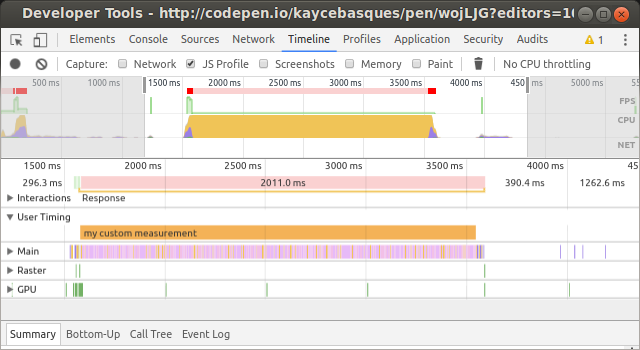 Developer Tools - http://codepen.io/kaycebasques/pen/wojLJG?editors=10
Elements Console Sources Network Timeline Profiles Application Security Audits 1
Capture: Network JS Profile Screenshots Memory Paint No CPU throttling
500 ms 1000 ms 1500 ms 2000 ms 2500 ms 3000 ms 3500 ms 4000 ms 4500 ms 5000 ms
FPS
CPU
NET
1500 ms 2000 ms 2500 ms 3000 ms 3500 ms 4000 ms 45
296.3 ms 2011.0 ms 390.4 ms 1262.6 ms
Interactions Response
User Timing
my custom measurement
Main
Raster
GPU
Summary Bottom-Up Call Tree Event Log